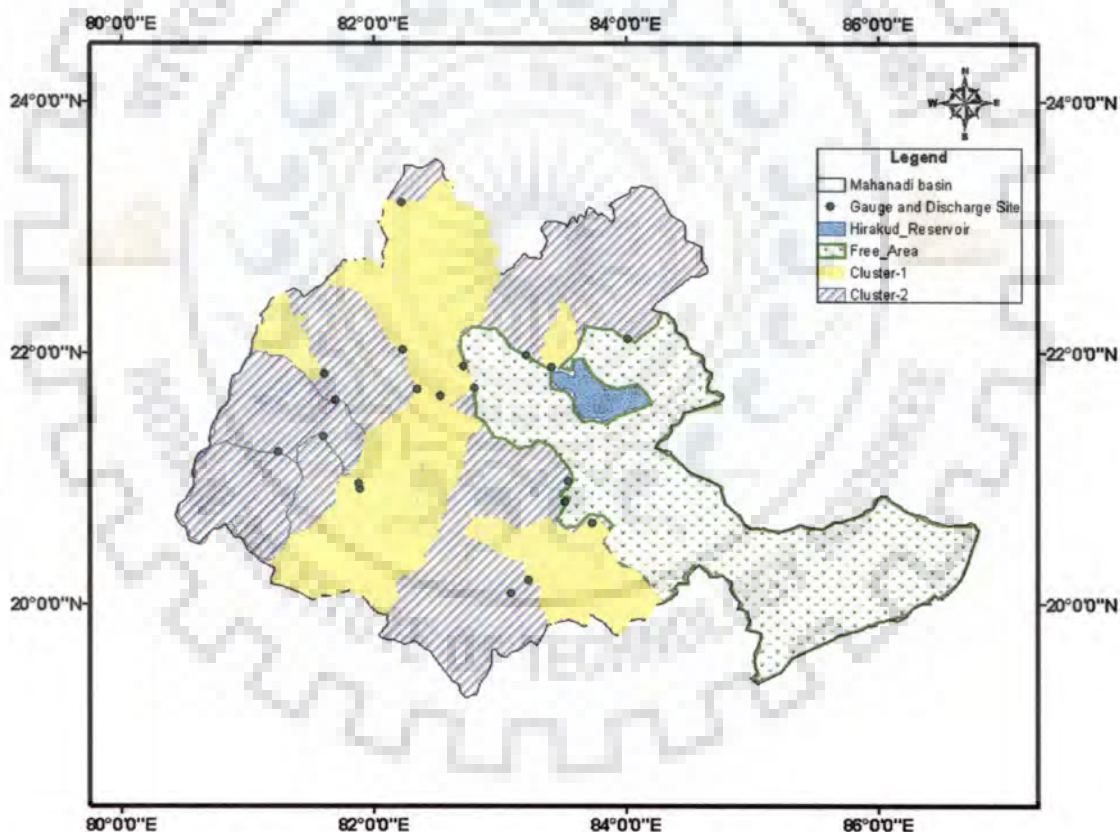 80°0'0"E 82°0'0"E 84°0'0"E 86°0'0"E
24°0'0"N 24°0'0"N
N
W E
S
Legend
Mahanadi basin
Gauge and Discharge Site
Hirakud_Reservoir
Free_Area
Cluster-1
Cluster-2
22°0'0"N 22°0'0"N
20°0'0"N 20°0'0"N
80°0'0"E 82°0'0"E 84°0'0"E 86°0'0"E